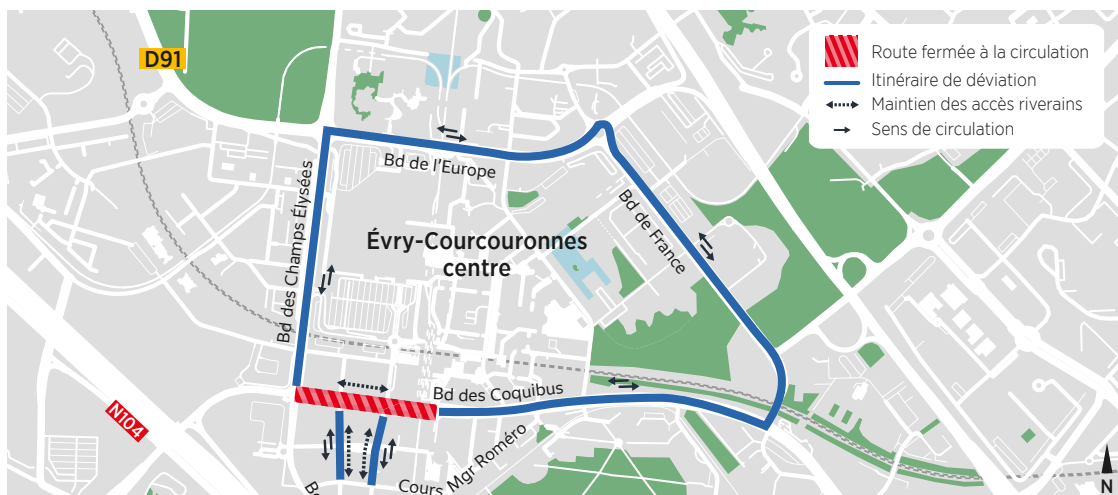 D91
Route fermée à la circulation
Itinéraire de déviation
Maintien des accès riverains
Sens de circulation
Bd de l'Europe
Bd des Champs Élysées
Bd de France
Évry-Courcouronnes
centre
Bd des Coquibus
N104
Cours Mgr Roméro
N